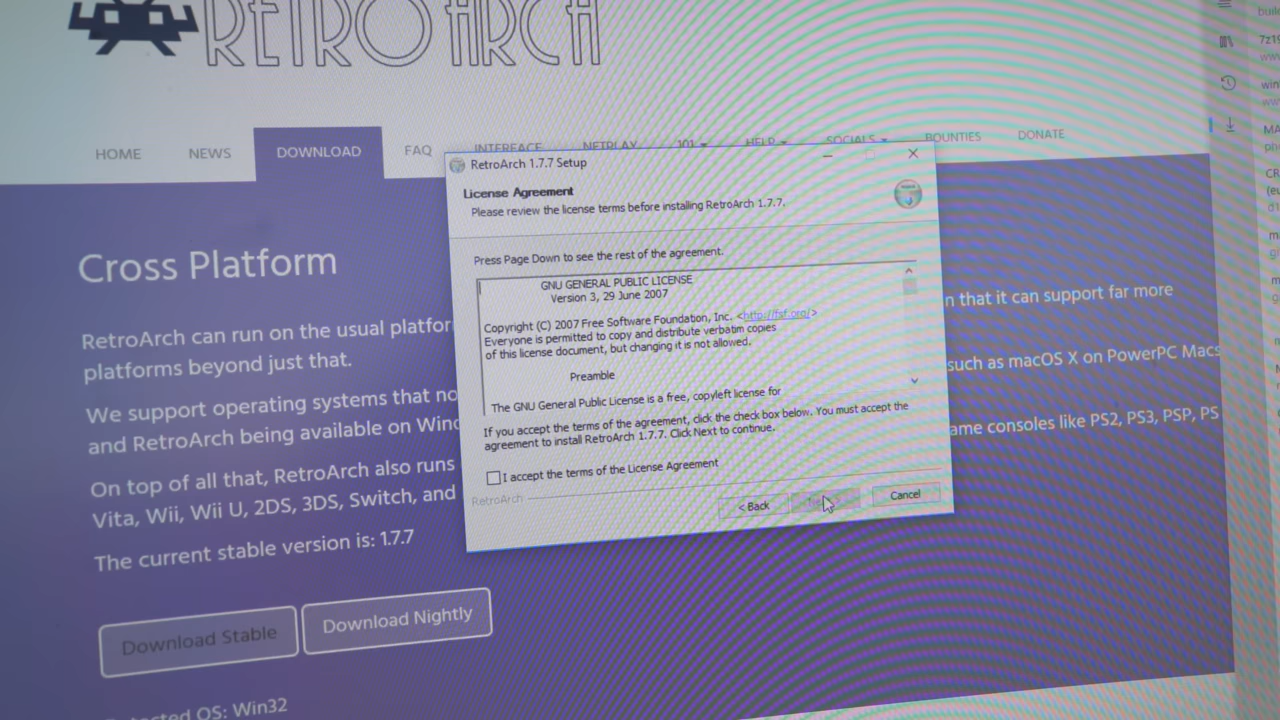 RETROARCH
HOME
NEWS
DOWNLOAD
FAQ
INTERFACE
NETPLAY
101
HELP
SOCIALS
BOUNTIES
DONATE
Cross Platform
RetroArch can run on the usual platfor
n that it can support far more
platforms beyond just that.
We support operating systems that no
such as macOS X on PowerPC Macs
and RetroArch being available on Wind
On top of all that, RetroArch also runs
ame consoles like PS2, PS3, PSP, PS
Vita, Wii, Wii U, 2DS, 3DS, Switch, and
The current stable version is: 1.7.7
Download Stable
Download Nightly
OS: Win32
RetroArch 1.7.7 Setup
License Agreement
Please review the license terms before installing RetroArch 1.7.7.
Press Page Down to see the rest of the agreement.
GNU GENERAL PUBLIC LICENSE
Version 3, 29 June 2007
Copyright (C) 2007 Free Software Foundation, Inc. <http://fsf.org/>
Everyone is permitted to copy and distribute verbatim copies
of this license document, but changing it is not allowed.
Preamble
The GNU General Public License is a free, copyleft license for
If you accept the terms of the agreement, click the check box below. You must accept the
agreement to install RetroArch 1.7.7. Click Next to continue.
I accept the terms of the License Agreement
RetroArch
< Back
Cancel
build
7z19
www
win
MA
CR